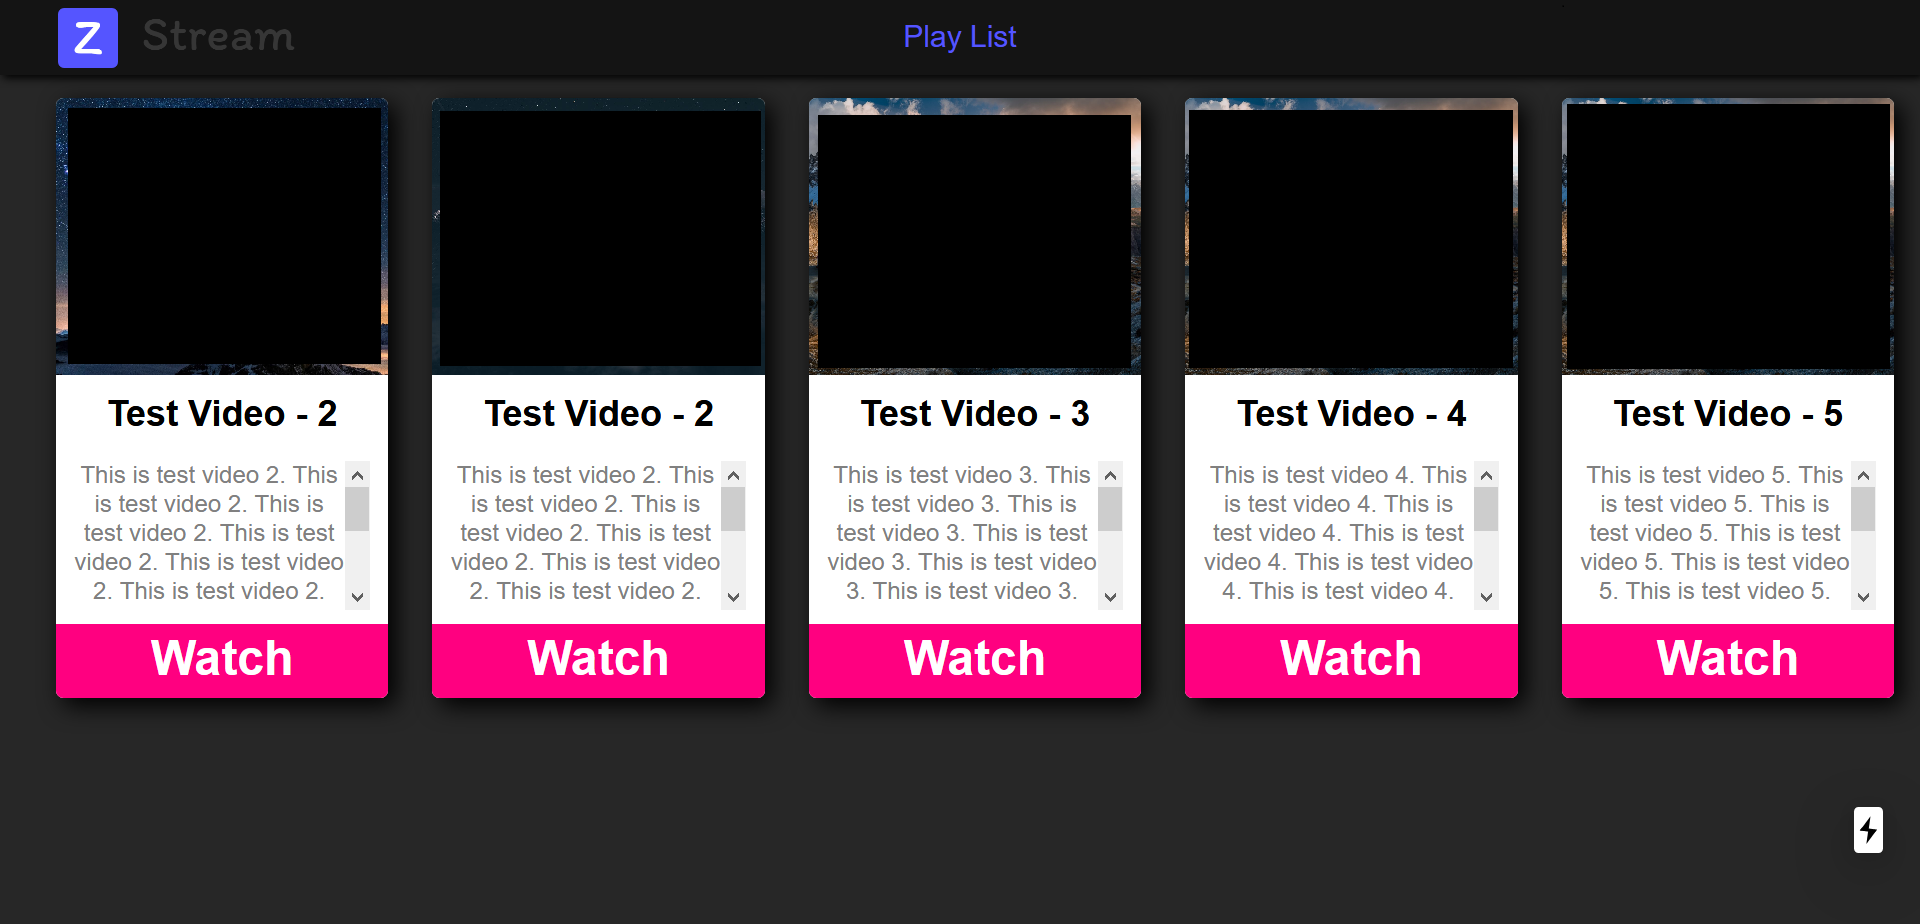 Z Stream
Play List
Test Video - 2
This is test video 2. This
is test video 2. This is
test video 2. This is test
video 2. This is test video
2. This is test video 2.
Watch
Test Video - 2
This is test video 2. This
is test video 2. This is
test video 2. This is test
video 2. This is test video
2. This is test video 2.
Watch
Test Video - 3
This is test video 3. This
is test video 3. This is
test video 3. This is test
video 3. This is test video
3. This is test video 3.
Watch
Test Video - 4
This is test video 4. This
is test video 4. This is
test video 4. This is test
video 4. This is test video
4. This is test video 4.
Watch
Test Video - 5
This is test video 5. This
is test video 5. This is
test video 5. This is test
video 5. This is test video
5. This is test video 5.
Watch